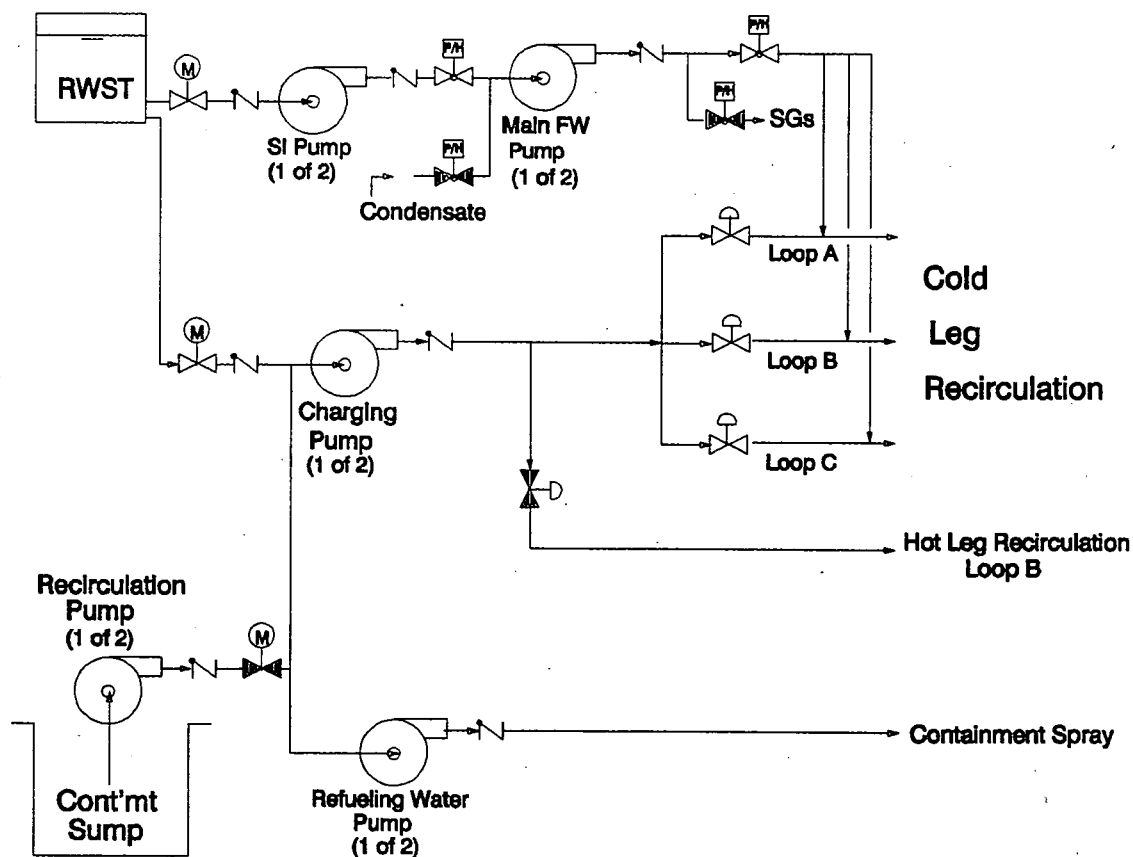 RWST
M
SI Pump
(1 of 2)
P/H
Main FW
Pump
(1 of 2)
P/H
P/H
SGs
P/H
Condensate
Loop A
Cold
Leg
Recirculation
Loop B
Loop C
M
Charging
Pump
(1 of 2)
Hot Leg Recirculation
Loop B
Recirculation
Pump
(1 of 2)
M
Cont'mt
Sump
Refueling Water
Pump
(1 of 2)
Containment Spray